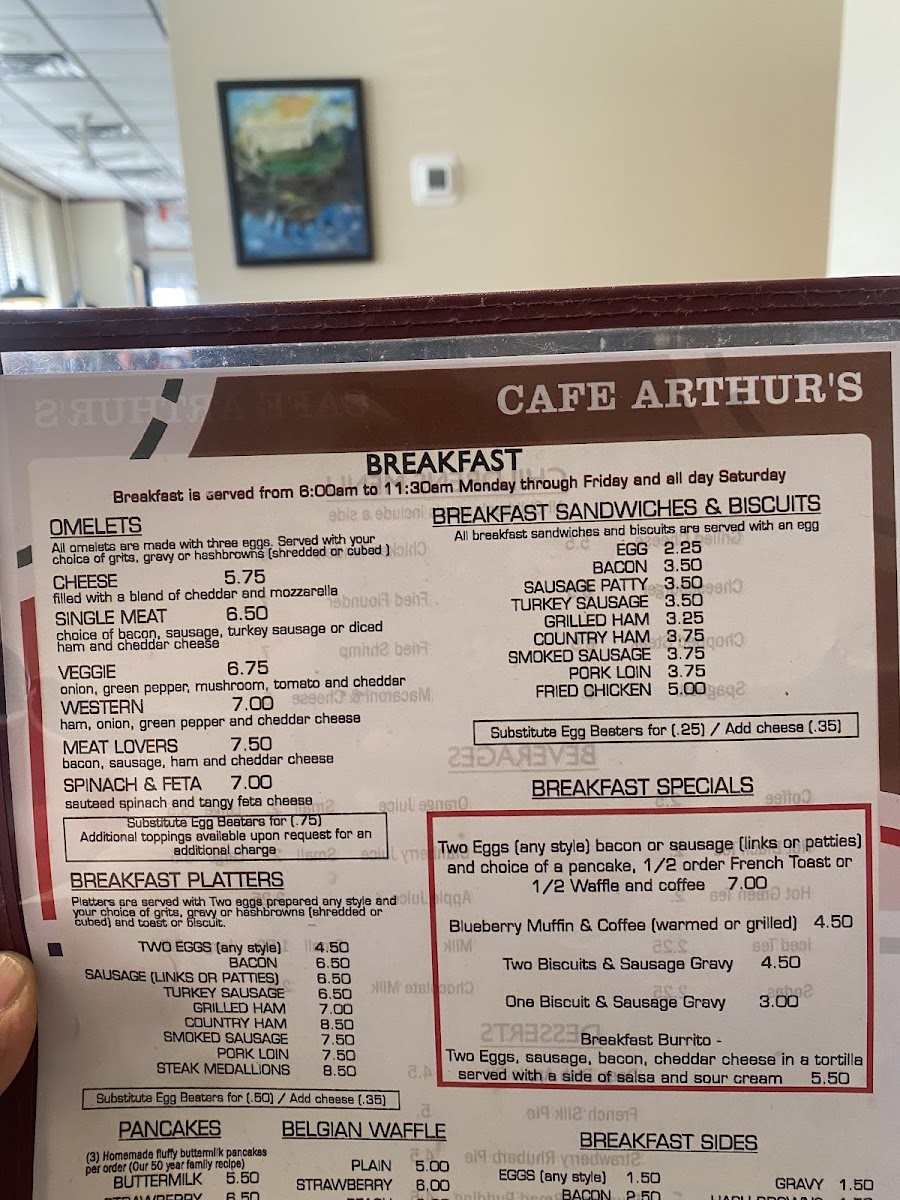 CAFE ARTHUR'S
BREAKFAST
Breakfast is served from 6:00am to 11:30am Monday through Friday and all day Saturday
OMELETS
All omelets are made with three eggs. Served with your
choice of grits, gravy or hashbrowns (shredded or cubed )
CHEESE 5.75
filled with a blend of cheddar and mozzarella
SINGLE MEAT 6.50
choice of bacon, sausage, turkey sausage or diced
ham and cheddar cheese
VEGGIE 6.75
onion, green pepper, mushroom, tomato and cheddar
WESTERN 7.00
ham, onion, green pepper and cheddar cheese
MEAT LOVERS 7.50
bacon, sausage, ham and cheddar cheese
SPINACH & FETA 7.00
sauteed spinach and tangy feta cheese
Substitute Egg Beaters for (.75)
Additional toppings available upon request for an
additional charge
BREAKFAST PLATTERS
Platters are served with Two eggs prepared any style and
your choice of grits, gravy or hashbrowns (shredded or
cubed) and toast or biscuit.
TWO EGGS (any style) 4.50
BACON 6.50
SAUSAGE (LINKS OR PATTIES) 6.50
TURKEY SAUSAGE 6.50
GRILLED HAM 7.00
COUNTRY HAM 8.50
SMOKED SAUSAGE 7.50
PORK LOIN 7.50
STEAK MEDALLIONS 8.50
Substitute Egg Beaters for (.50) / Add cheese (.35)
PANCAKES
(3) Homemade fluffy buttermilk pancakes
per order (Our 50 year family recipe)
BUTTERMILK 5.50
STRAWBERRY 6.50
BELGIAN WAFFLE
PLAIN 5.00
STRAWBERRY 6.00
BREAKFAST SANDWICHES & BISCUITS
All breakfast sandwiches and biscuits are served with an egg
EGG 2.25
BACON 3.50
SAUSAGE PATTY 3.50
TURKEY SAUSAGE 3.50
GRILLED HAM 3.25
COUNTRY HAM 3.75
SMOKED SAUSAGE 3.75
PORK LOIN 3.75
FRIED CHICKEN 5.00
Substitute Egg Beaters for (.25) / Add cheese (.35)
BREAKFAST SPECIALS
Two Eggs (any style) bacon or sausage (links or patties)
and choice of a pancake, 1/2 order French Toast or
1/2 Waffle and coffee 7.00
Blueberry Muffin & Coffee (warmed or grilled) 4.50
Two Biscuits & Sausage Gravy 4.50
One Biscuit & Sausage Gravy 3.00
Breakfast Burrito -
Two Eggs, sausage, bacon, cheddar cheese in a tortilla
served with a side of salsa and sour cream 5.50
BREAKFAST SIDES
EGGS (any style) 1.50
BACON 2.50
GRAVY 1.50